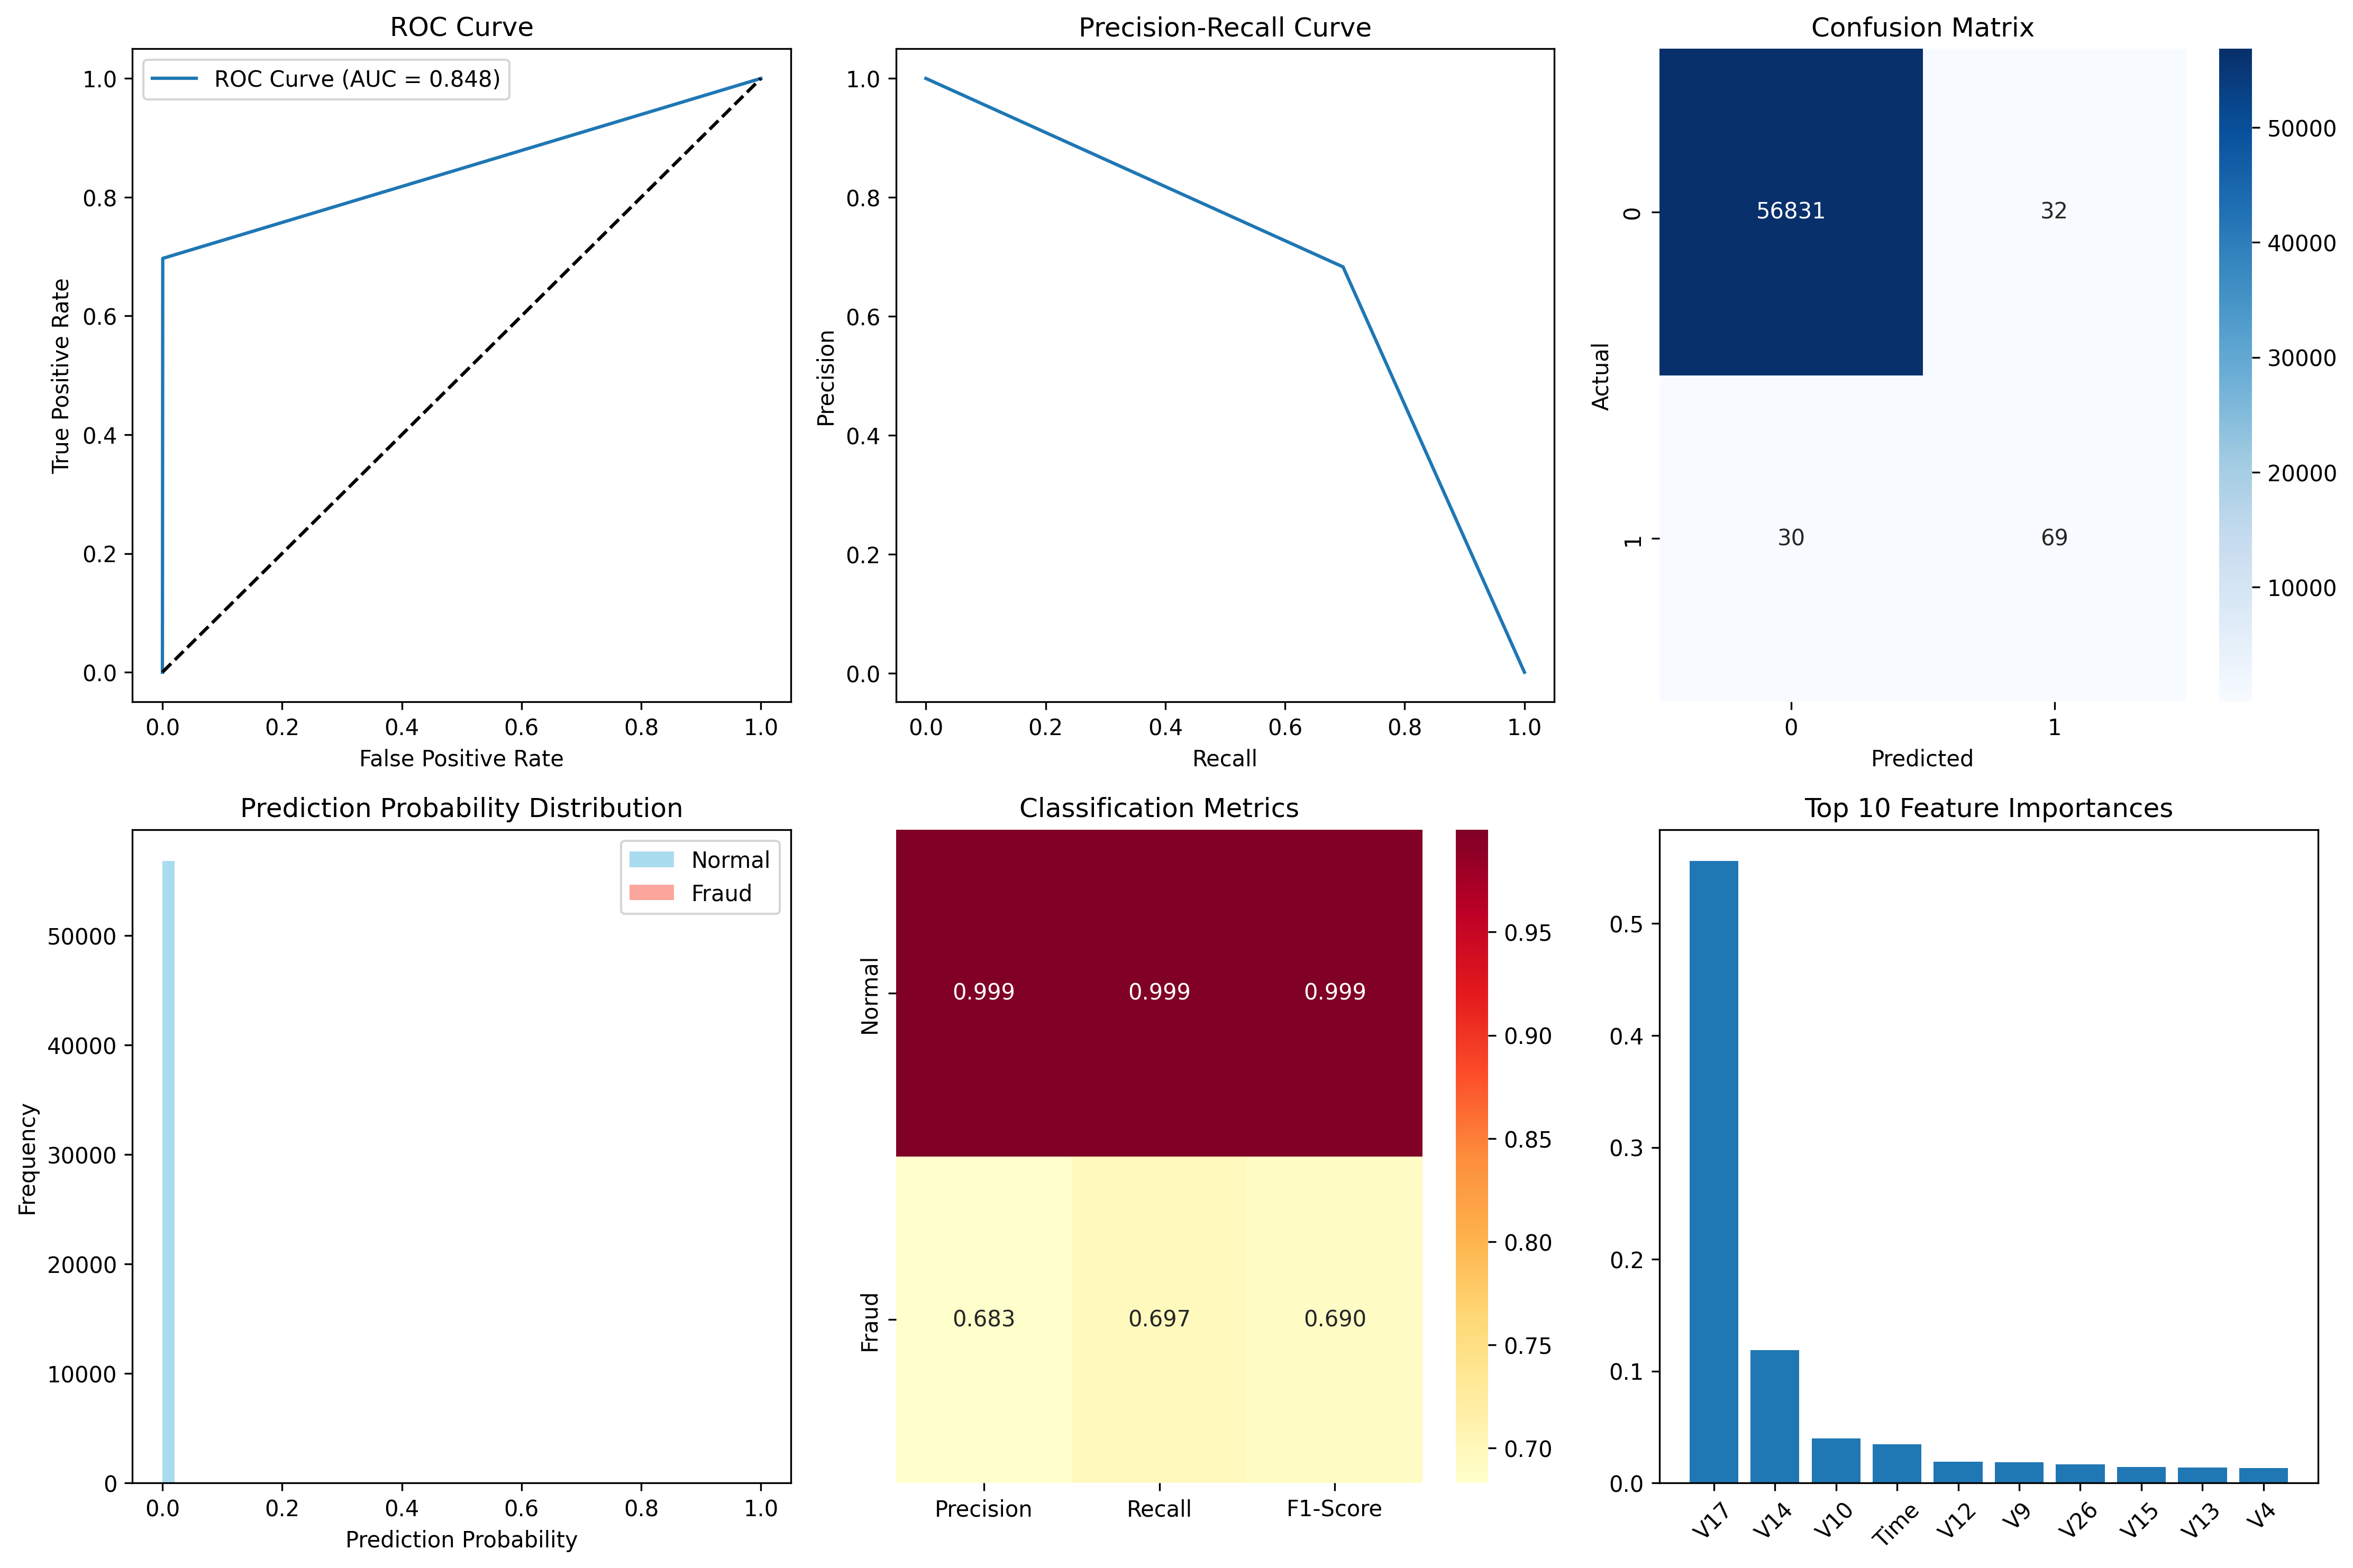 ROC Curve
ROC Curve (AUC = 0.848)
True Positive Rate
1.0
0.8
0.6
0.4
0.2
0.0
0.0 0.2 0.4 0.6 0.8 1.0
False Positive Rate
Precision-Recall Curve
Precision
1.0
0.8
0.6
0.4
0.2
0.0
0.0 0.2 0.4 0.6 0.8 1.0
Recall
Confusion Matrix
Actual
0
1
56831 32
30 69
0 1
Predicted
50000
40000
30000
20000
10000
Prediction Probability Distribution
Normal
Fraud
Frequency
50000
40000
30000
20000
10000
0
0.0 0.2 0.4 0.6 0.8 1.0
Prediction Probability
Classification Metrics
Normal
0.999 0.999 0.999
Fraud
0.683 0.697 0.690
Precision Recall F1-Score
0.95
0.90
0.85
0.80
0.75
0.70
Top 10 Feature Importances
0.5
0.4
0.3
0.2
0.1
0.0
V17 V14 V10 Time V12 V9 V26 V15 V13 V4